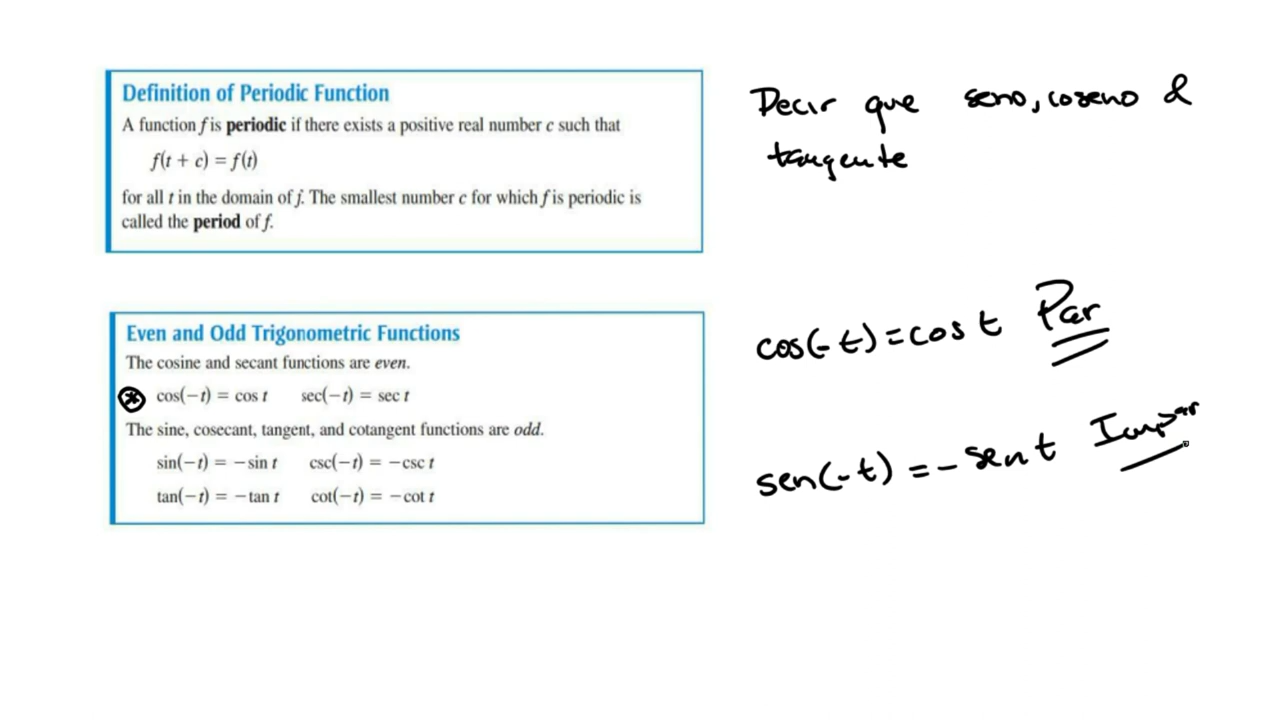 Definition of Periodic Function
A function f is periodic if there exists a positive real number c such that
f(t + c) = f(t)
for all t in the domain of f. The smallest number c for which f is periodic is
called the period of f.
Decir que seno, coseno &
tangente
Even and Odd Trigonometric Functions
The cosine and secant functions are even.
cos(−t) = cos t sec(−t) = sec t
The sine, cosecant, tangent, and cotangent functions are odd.
sin(−t) = −sin t csc(−t) = −csc t
tan(−t) = −tan t cot(−t) = −cot t
cos(-t) = cos t Par
sen(-t) = - sen t Impar